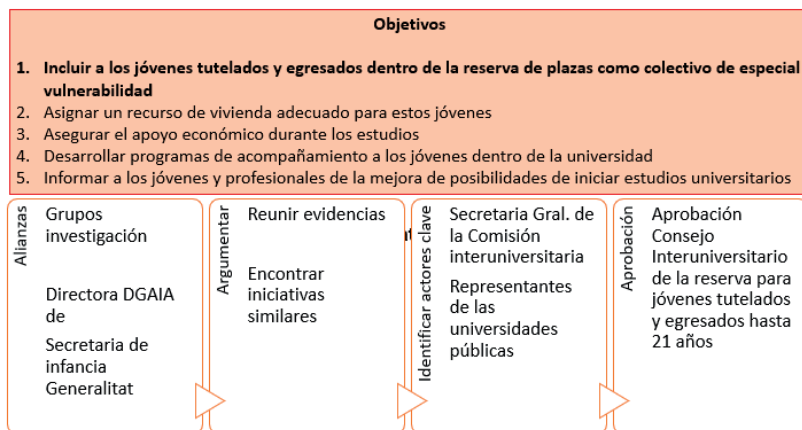 Objetivos
1. Incluir a los jóvenes tutelados y egresados dentro de la reserva de plazas como colectivo de especial
vulnerabilidad
2. Asignar un recurso de vivienda adecuado para estos jóvenes
3. Asegurar el apoyo económico durante los estudios
4. Desarrollar programas de acompañamiento a los jóvenes dentro de la universidad
5. Informar a los jóvenes y profesionales de la mejora de posibilidades de iniciar estudios universitarios
Alianzas
Grupos
investigación
Directora DGAIA
de
Secretaria de
infancia
Generalitat
Argumentar
Reunir evidencias
Encontrar
iniciativas
similares
Identificar actores clave
Secretaria Gral. de
la Comisión
interuniversitaria
Representantes
de las
universidades
públicas
Aprobación
Aprobación
Consejo
Interuniversitario
de la reserva para
jóvenes tutelados
y egresados hasta
21 años